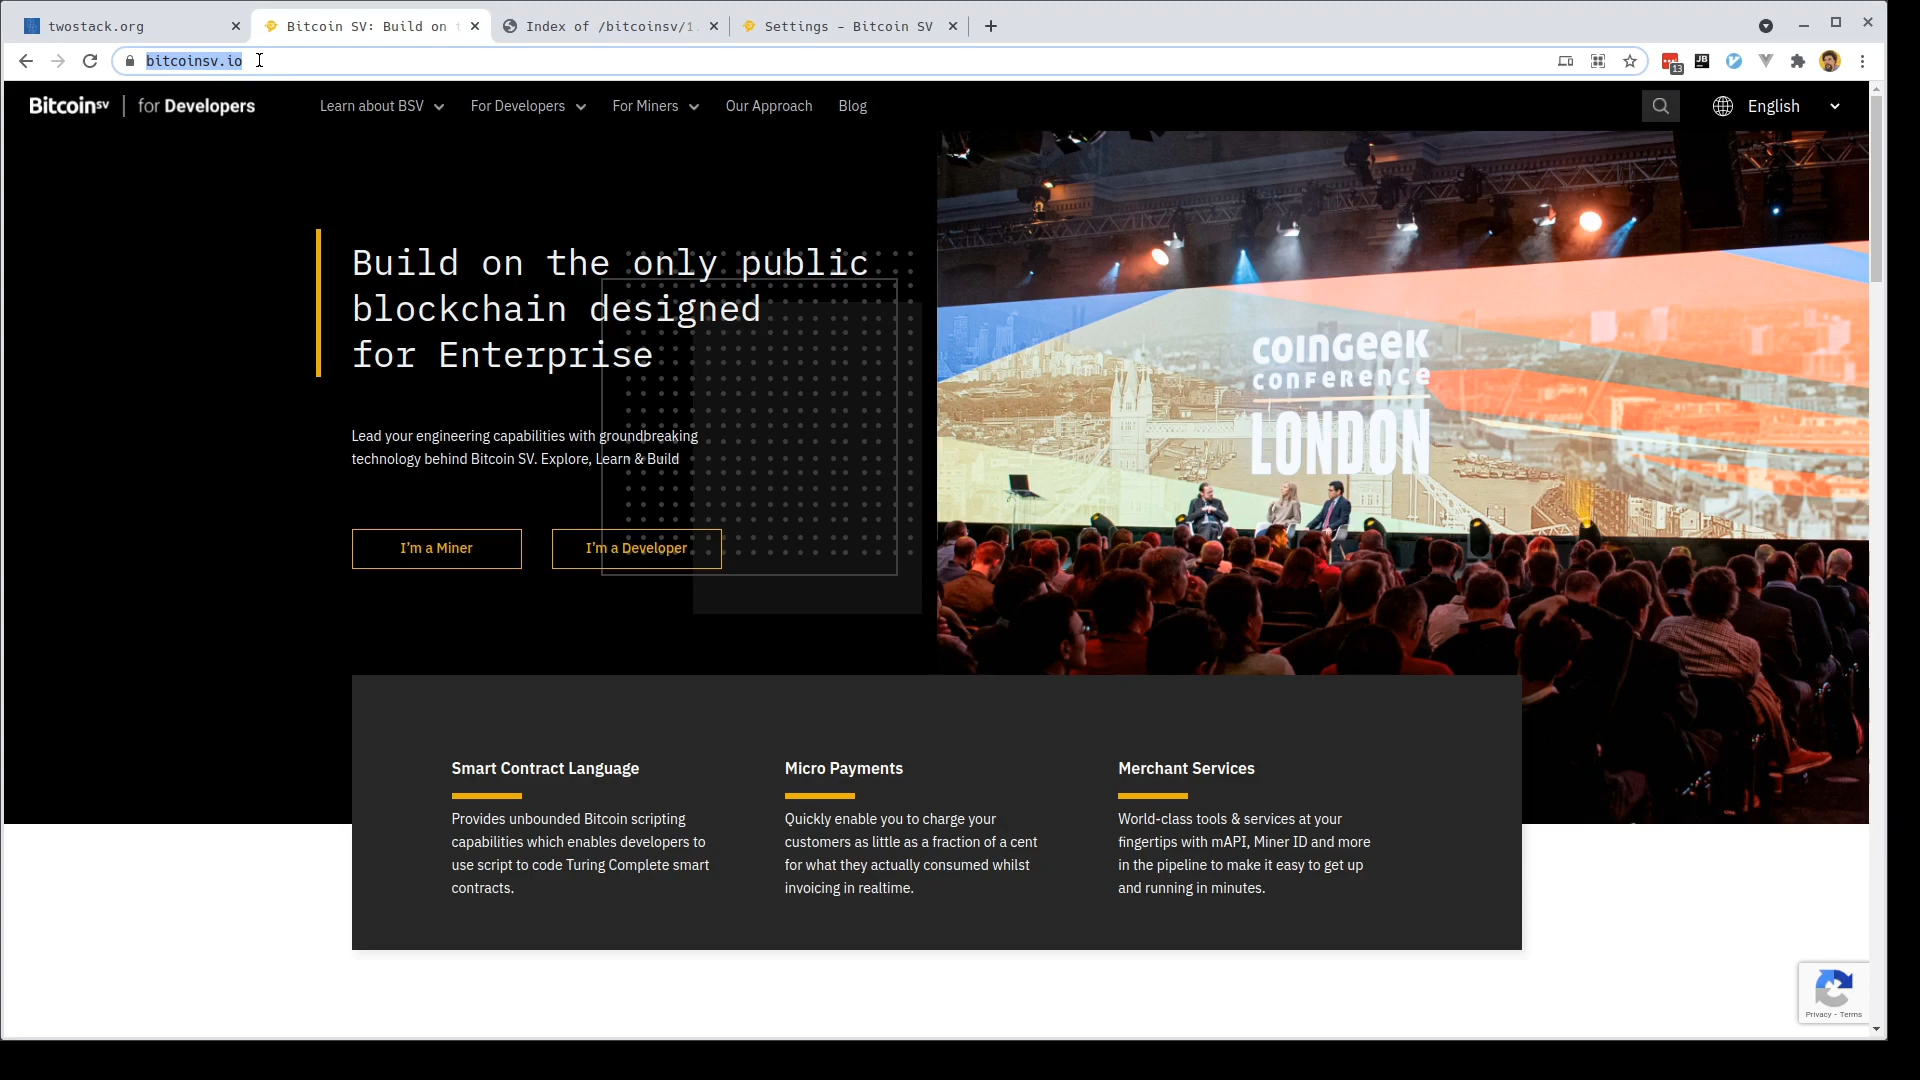 twostack.org
Bitcoin SV: Build on
Index of /bitcoinsv/1.
Settings – Bitcoin SV
bitcoinsv.io
13
JB
BitcoinSV | for Developers
Learn about BSV
For Developers
For Miners
Our Approach
Blog
English
Build on the only public
blockchain designed
for Enterprise
Lead your engineering capabilities with groundbreaking
technology behind Bitcoin SV. Explore, Learn & Build
I'm a Miner
I'm a Developer
COINGEEK
CONFERENCE
LONDON
Smart Contract Language
Provides unbounded Bitcoin scripting
capabilities which enables developers to
use script to code Turing Complete smart
contracts.
Micro Payments
Quickly enable you to charge your
customers as little as a fraction of a cent
for what they actually consumed whilst
invoicing in realtime.
Merchant Services
World-class tools & services at your
fingertips with mAPI, Miner ID and more
in the pipeline to make it easy to get up
and running in minutes.
Privacy - Terms